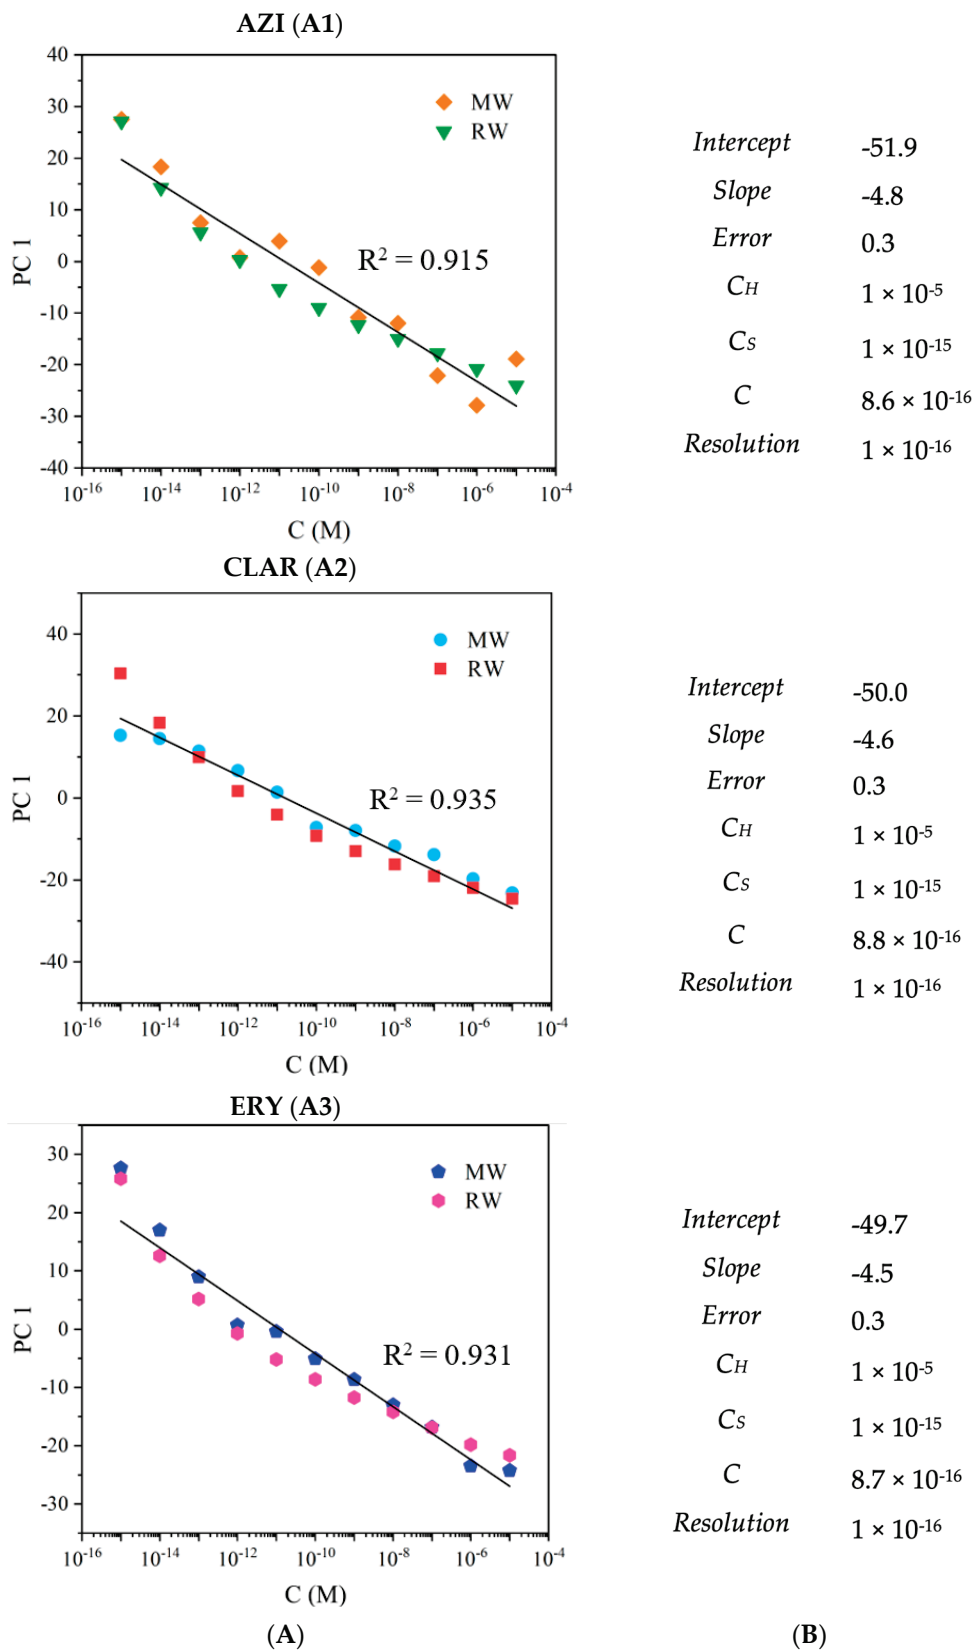 AZI (A1)
40
30
20
10
0
-10
-20
-30
-40
PC 1
MW
RW
R² = 0.915
10⁻¹⁶ 10⁻¹⁴ 10⁻¹² 10⁻¹⁰ 10⁻⁸ 10⁻⁶ 10⁻⁴
C (M)
Intercept -51.9
Slope -4.8
Error 0.3
CH 1 × 10⁻⁵
CS 1 × 10⁻¹⁵
C 8.6 × 10⁻¹⁶
Resolution 1 × 10⁻¹⁶
CLAR (A2)
40
20
0
-20
-40
PC 1
MW
RW
R² = 0.935
10⁻¹⁶ 10⁻¹⁴ 10⁻¹² 10⁻¹⁰ 10⁻⁸ 10⁻⁶ 10⁻⁴
C (M)
Intercept -50.0
Slope -4.6
Error 0.3
CH 1 × 10⁻⁵
CS 1 × 10⁻¹⁵
C 8.8 × 10⁻¹⁶
Resolution 1 × 10⁻¹⁶
ERY (A3)
30
20
10
0
-10
-20
-30
PC 1
MW
RW
R² = 0.931
10⁻¹⁶ 10⁻¹⁴ 10⁻¹² 10⁻¹⁰ 10⁻⁸ 10⁻⁶ 10⁻⁴
C (M)
Intercept -49.7
Slope -4.5
Error 0.3
CH 1 × 10⁻⁵
CS 1 × 10⁻¹⁵
C 8.7 × 10⁻¹⁶
Resolution 1 × 10⁻¹⁶
(A) (B)